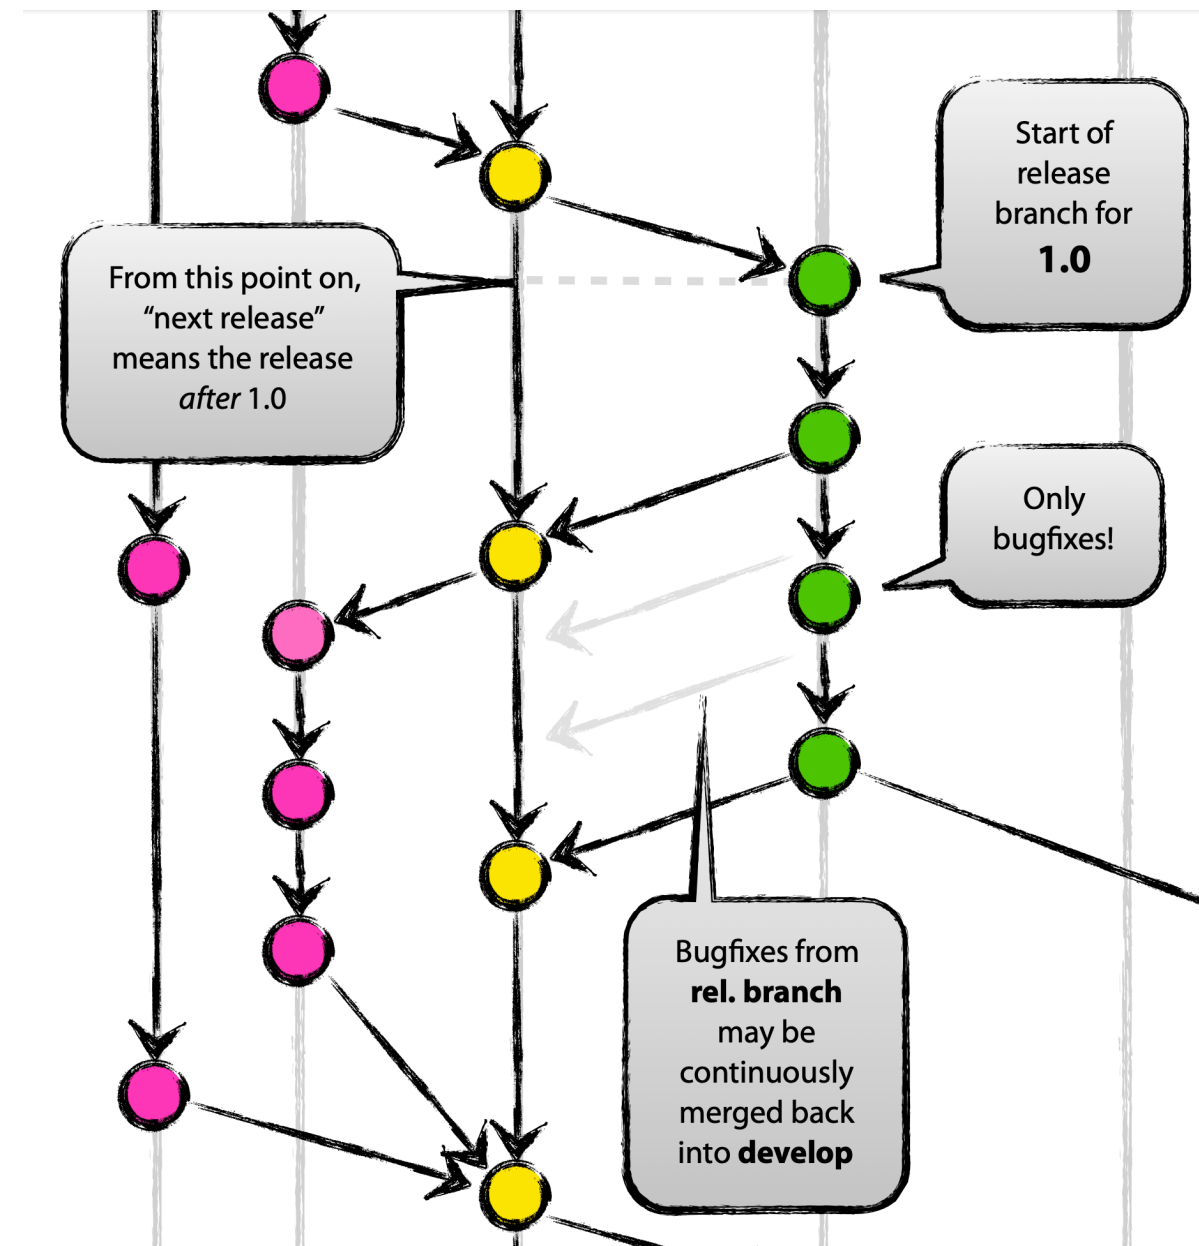 Start of
release
branch for
1.0
From this point on,
“next release”
means the release
after 1.0
Only
bugfixes!
Bugfixes from
rel. branch
may be
continuously
merged back
into develop